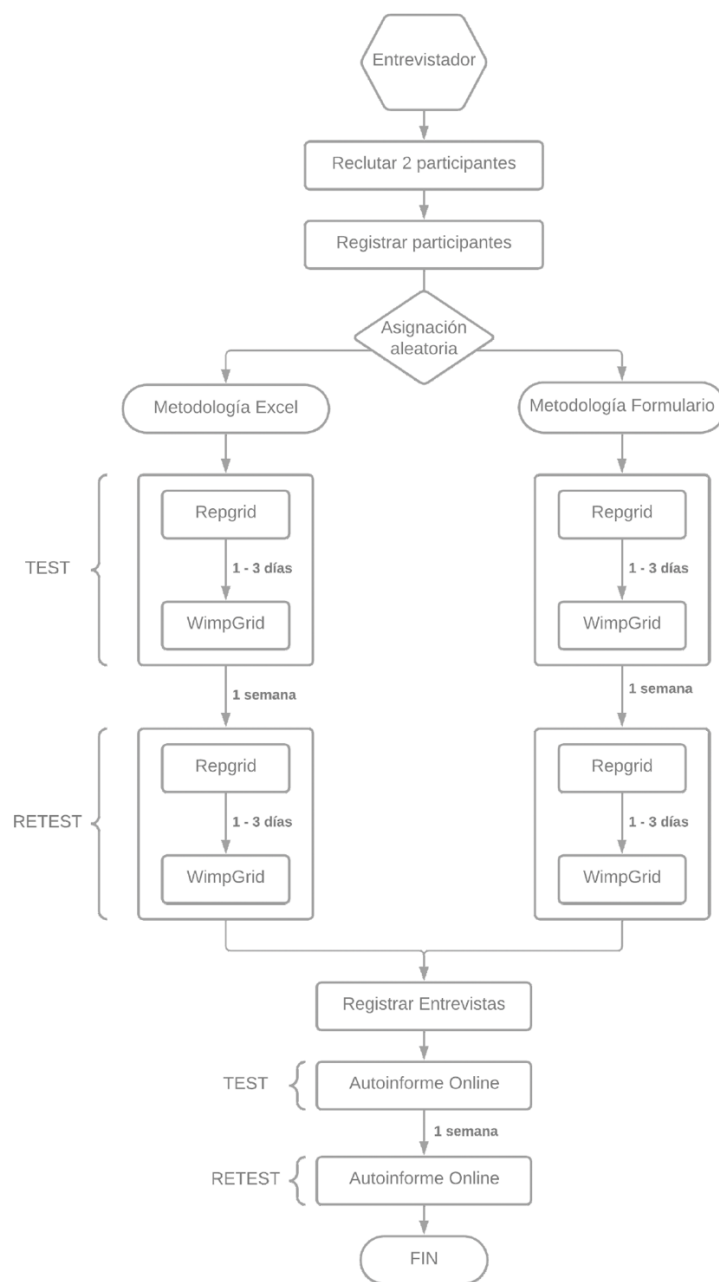 Entrevistador
Reclutar 2 participantes
Registrar participantes
Asignación
aleatoria
Metodología Excel
Metodología Formulario
TEST
Repgrid
1 - 3 días
WimpGrid
Repgrid
1 - 3 días
WimpGrid
1 semana
1 semana
RETEST
Repgrid
1 - 3 días
WimpGrid
Repgrid
1 - 3 días
WimpGrid
Registrar Entrevistas
TEST
Autoinforme Online
1 semana
RETEST
Autoinforme Online
FIN